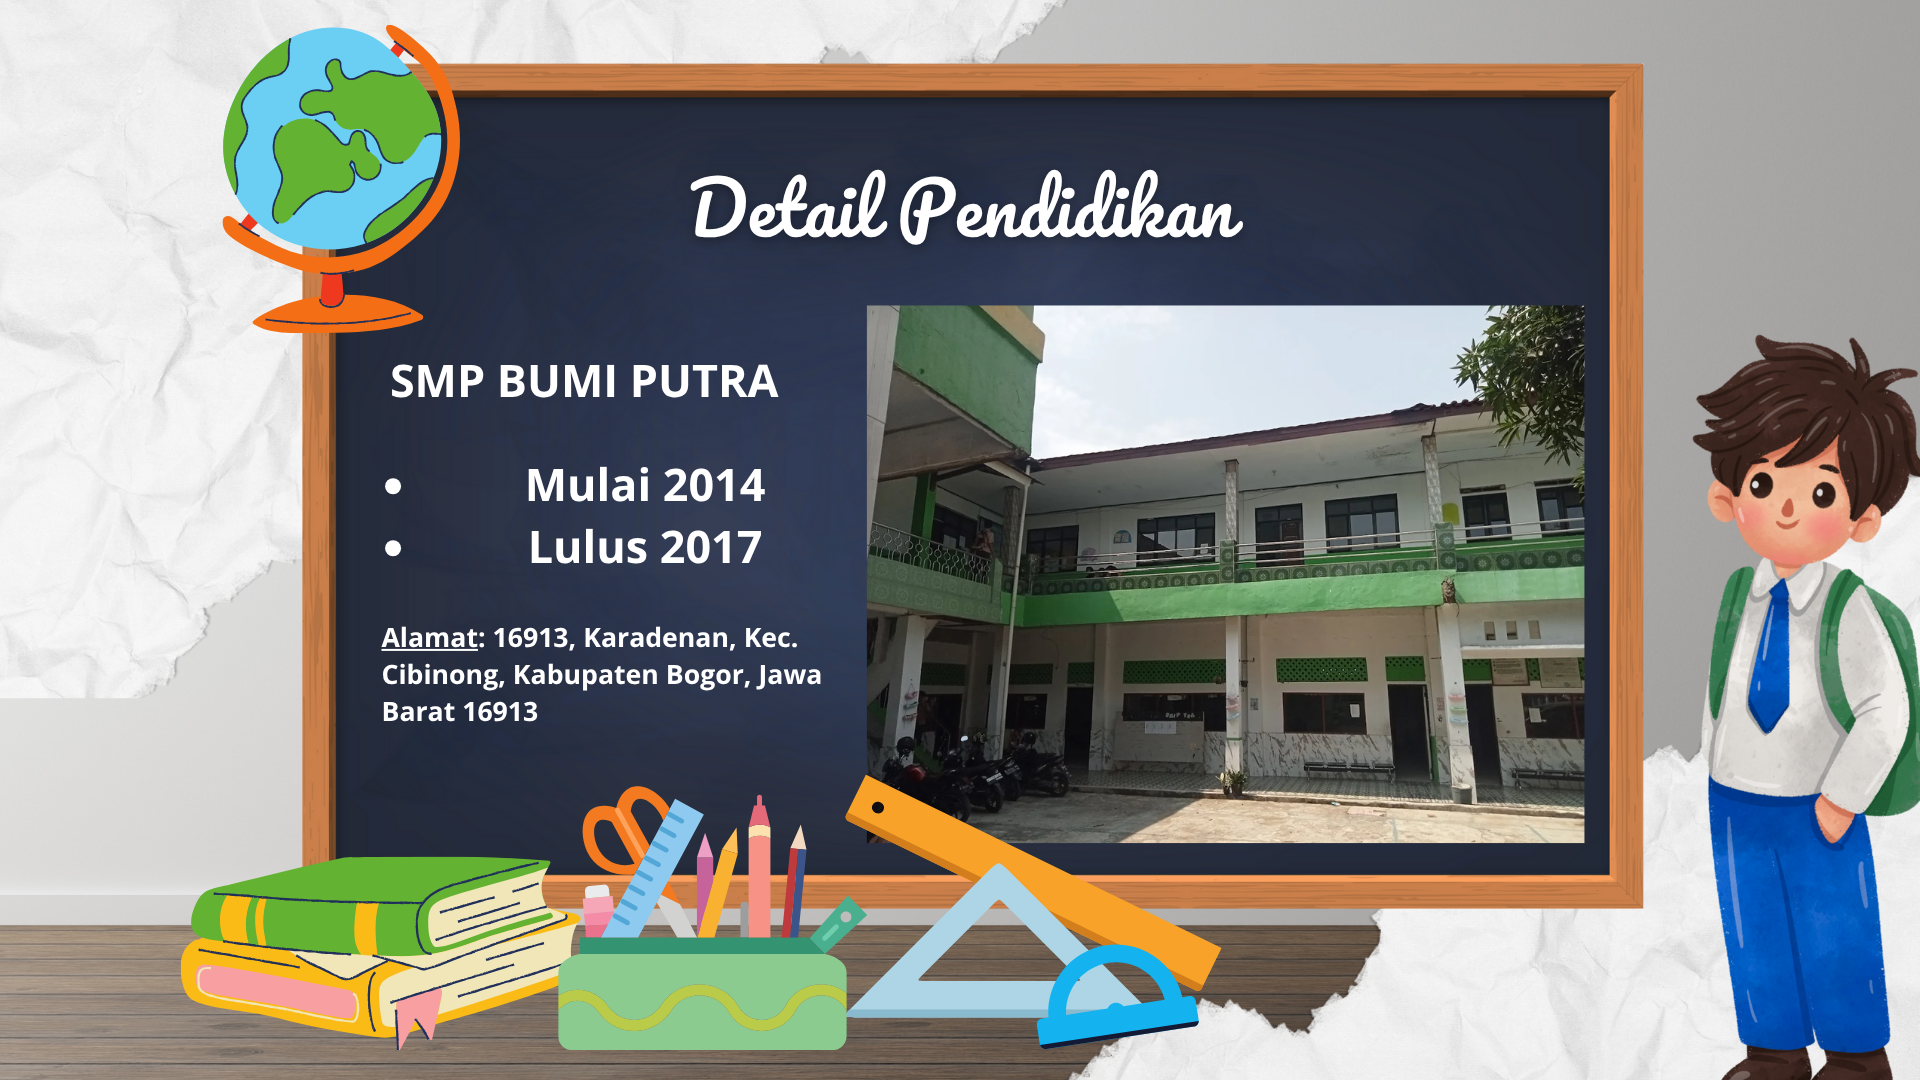 Detail Pendidikan
SMP BUMI PUTRA
• Mulai 2014
• Lulus 2017
Alamat: 16913, Karadenan, Kec.
Cibinong, Kabupaten Bogor, Jawa
Barat 16913